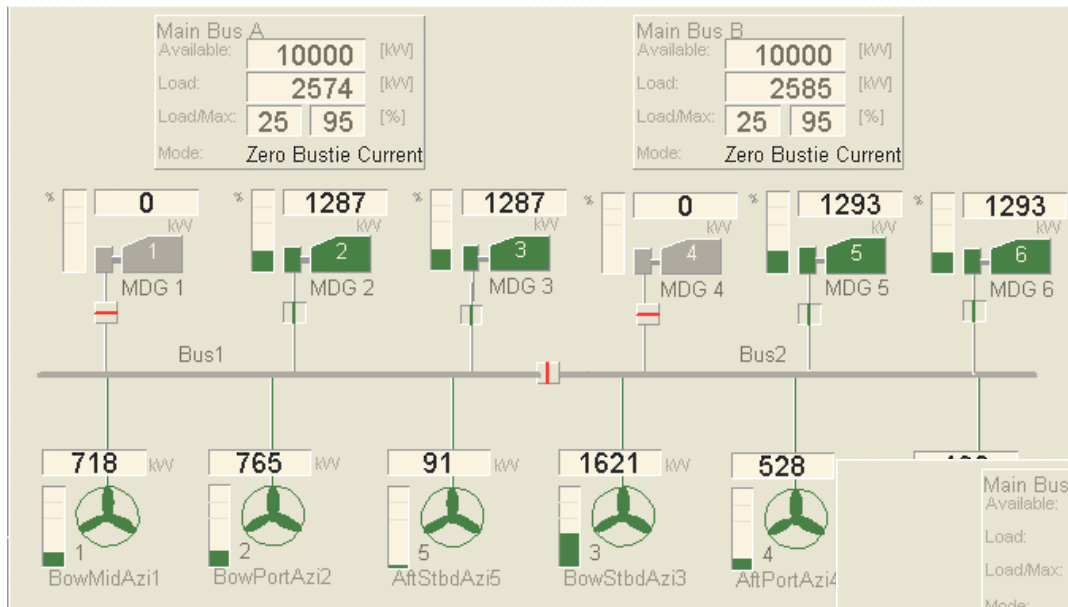 Main Bus A
Available: 10000 [kW]
Load: 2574 [kW]
Load/Max: 25 95 [%]
Mode: Zero Bustie Current
Main Bus B
Available: 10000 [kW]
Load: 2585 [kW]
Load/Max: 25 95 [%]
Mode: Zero Bustie Current
% 0 % 1287 % 1287 % 0 % 1293 1293
kW kW kW kW kW kW
1 2 3 4 5 6
MDG 1 MDG 2 MDG 3 MDG 4 MDG 5 MDG 6
Bus1 Bus2
718 kW 765 kW 91 kW 1621 kW 528
1 2 5 3 4
BowMidAzi1 BowPortAzi2 AftStbdAzi5 BowStbdAzi3 AftPortAzi4
Main Bus
Available:
Load:
Load/Max:
Mode: